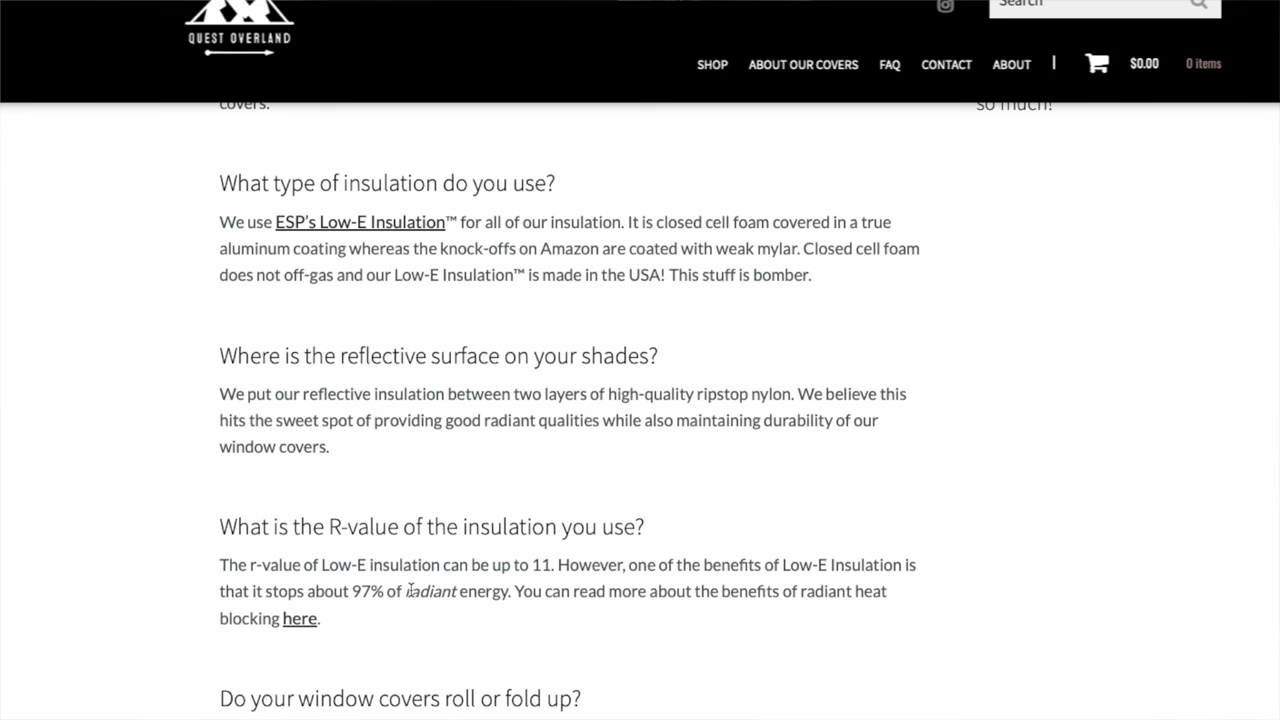 Search
QUEST OVERLAND
SHOP ABOUT OUR COVERS FAQ CONTACT ABOUT | $0.00 0 items
covers.
so much!
What type of insulation do you use?
We use ESP’s Low-E Insulation™ for all of our insulation. It is closed cell foam covered in a true
aluminum coating whereas the knock-offs on Amazon are coated with weak mylar. Closed cell foam
does not off-gas and our Low-E Insulation™ is made in the USA! This stuff is bomber.
Where is the reflective surface on your shades?
We put our reflective insulation between two layers of high-quality ripstop nylon. We believe this
hits the sweet spot of providing good radiant qualities while also maintaining durability of our
window covers.
What is the R-value of the insulation you use?
The r-value of Low-E insulation can be up to 11. However, one of the benefits of Low-E Insulation is
that it stops about 97% of radiant energy. You can read more about the benefits of radiant heat
blocking here.
Do your window covers roll or fold up?